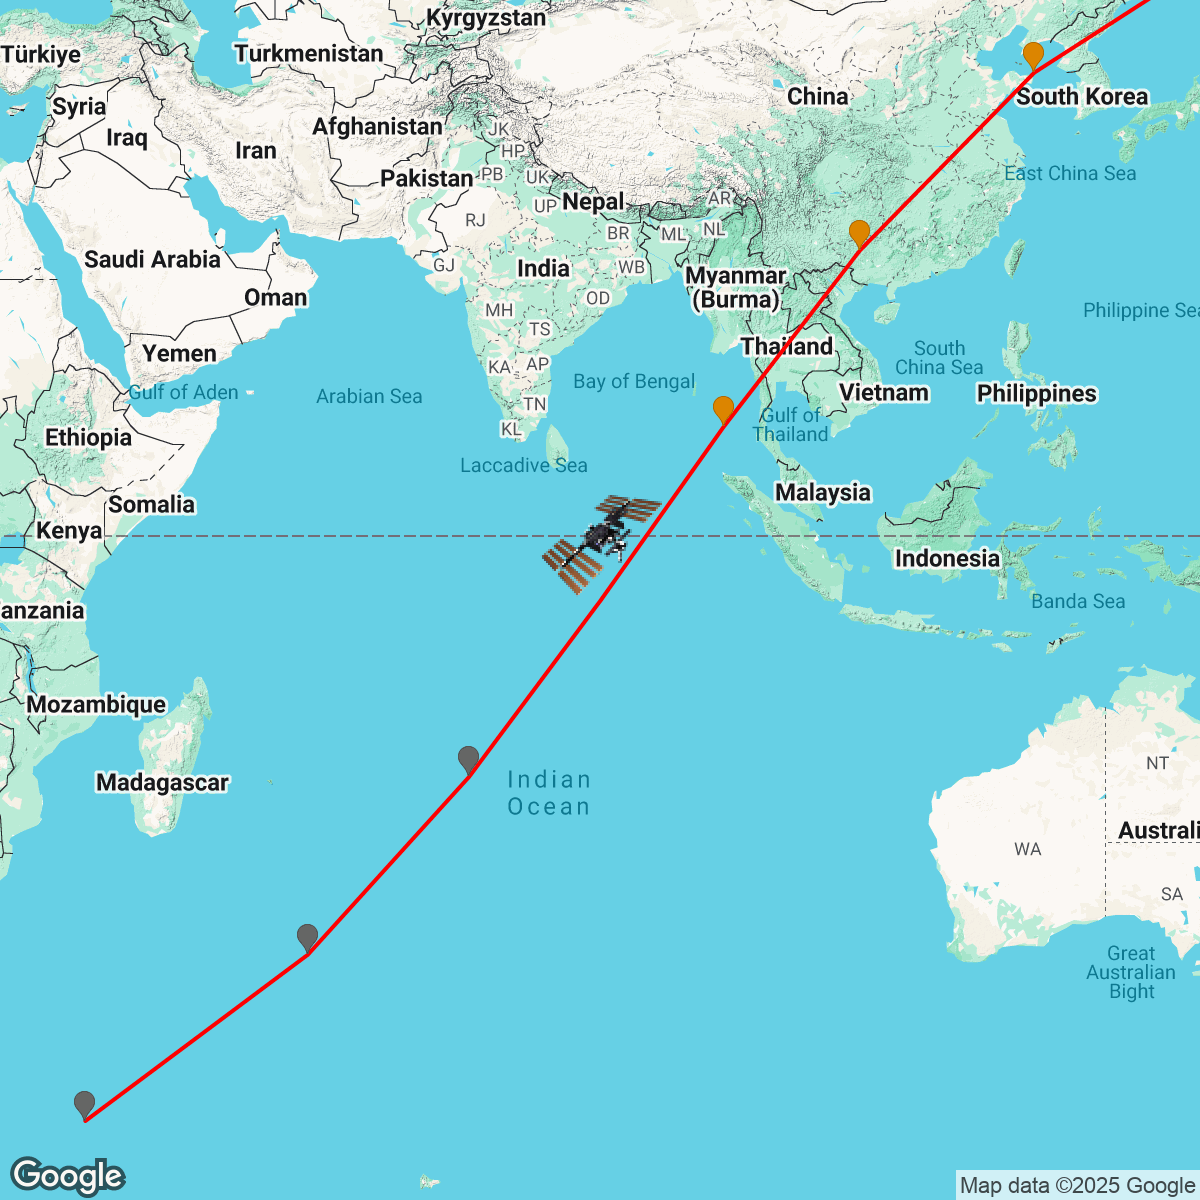 Kyrgyzstan
Türkiye
Turkmenistan
Syria
China
South Korea
Afghanistan
JK
Iraq
Iran
HP
Pakistan
PB
UK
East China Sea
Nepal
AR
UP
RJ
BR
ML
NL
Saudi Arabia
GJ
India
WB
Myanmar
(Burma)
Oman
OD
MH
Philippine Sea
TS
Yemen
Thailand
South
China Sea
KA
AP
Gulf of Aden
Arabian Sea
Bay of Bengal
Vietnam
Philippines
TN
Gulf of
Thailand
KL
Ethiopia
Laccadive Sea
Malaysia
Somalia
Kenya
Indonesia
Banda Sea
anzania
Mozambique
Madagascar
Indian
Ocean
NT
WA
Australi
SA
Great
Australian
Bight
Google
Map data ©2025 Google